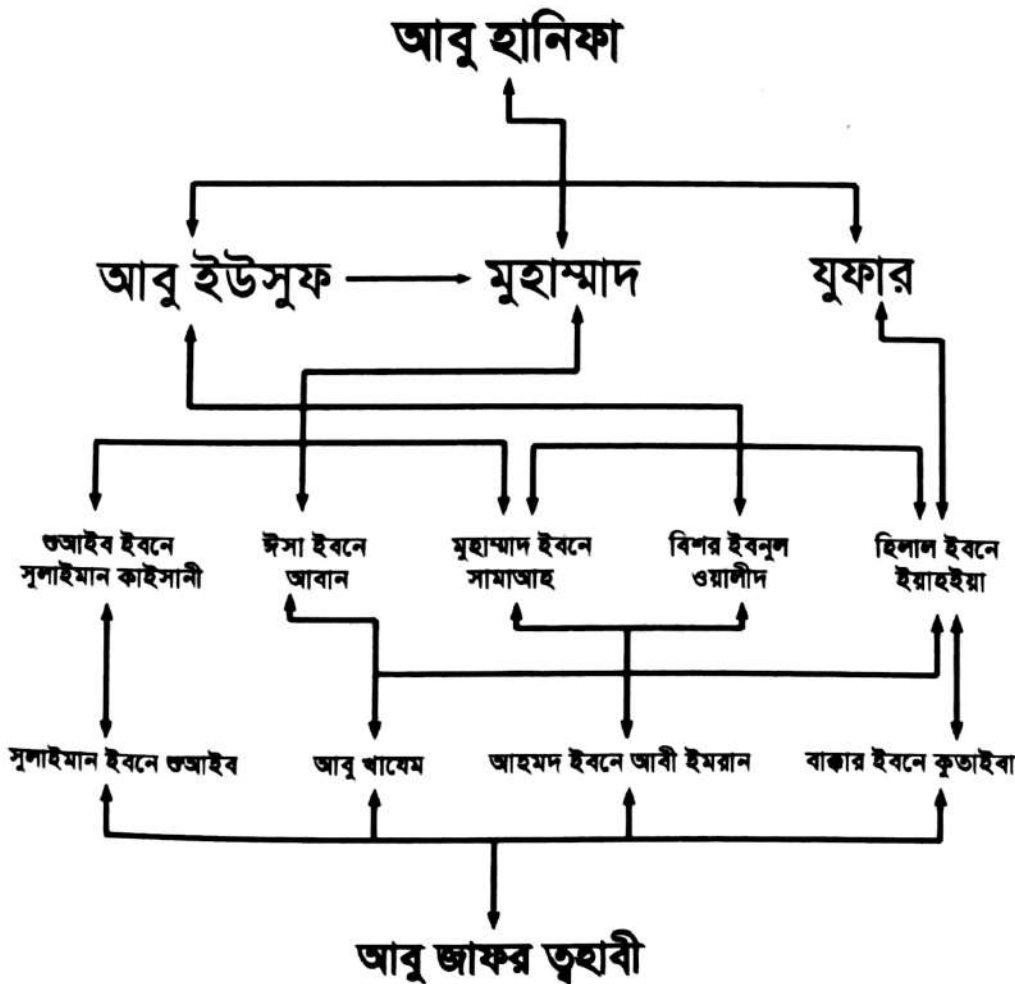 আবু হানিফা
আবু ইউসুফ
মুহাম্মাদ
যুফার
শুআইব ইবনে
সুলাইমান কাইসানী
ঈসা ইবনে
আবান
মুহাম্মাদ ইবনে
সামাআহ
বিশর ইবনুল
ওয়ালীদ
হিলাল ইবনে
ইয়াহইয়া
সুলাইমান ইবনে শুআইব
আবু খাযেম
আহমদ ইবনে আবী ইমরান
বাক্কার ইবনে কুতাইবা
আবু জাফর ত্বহাবী